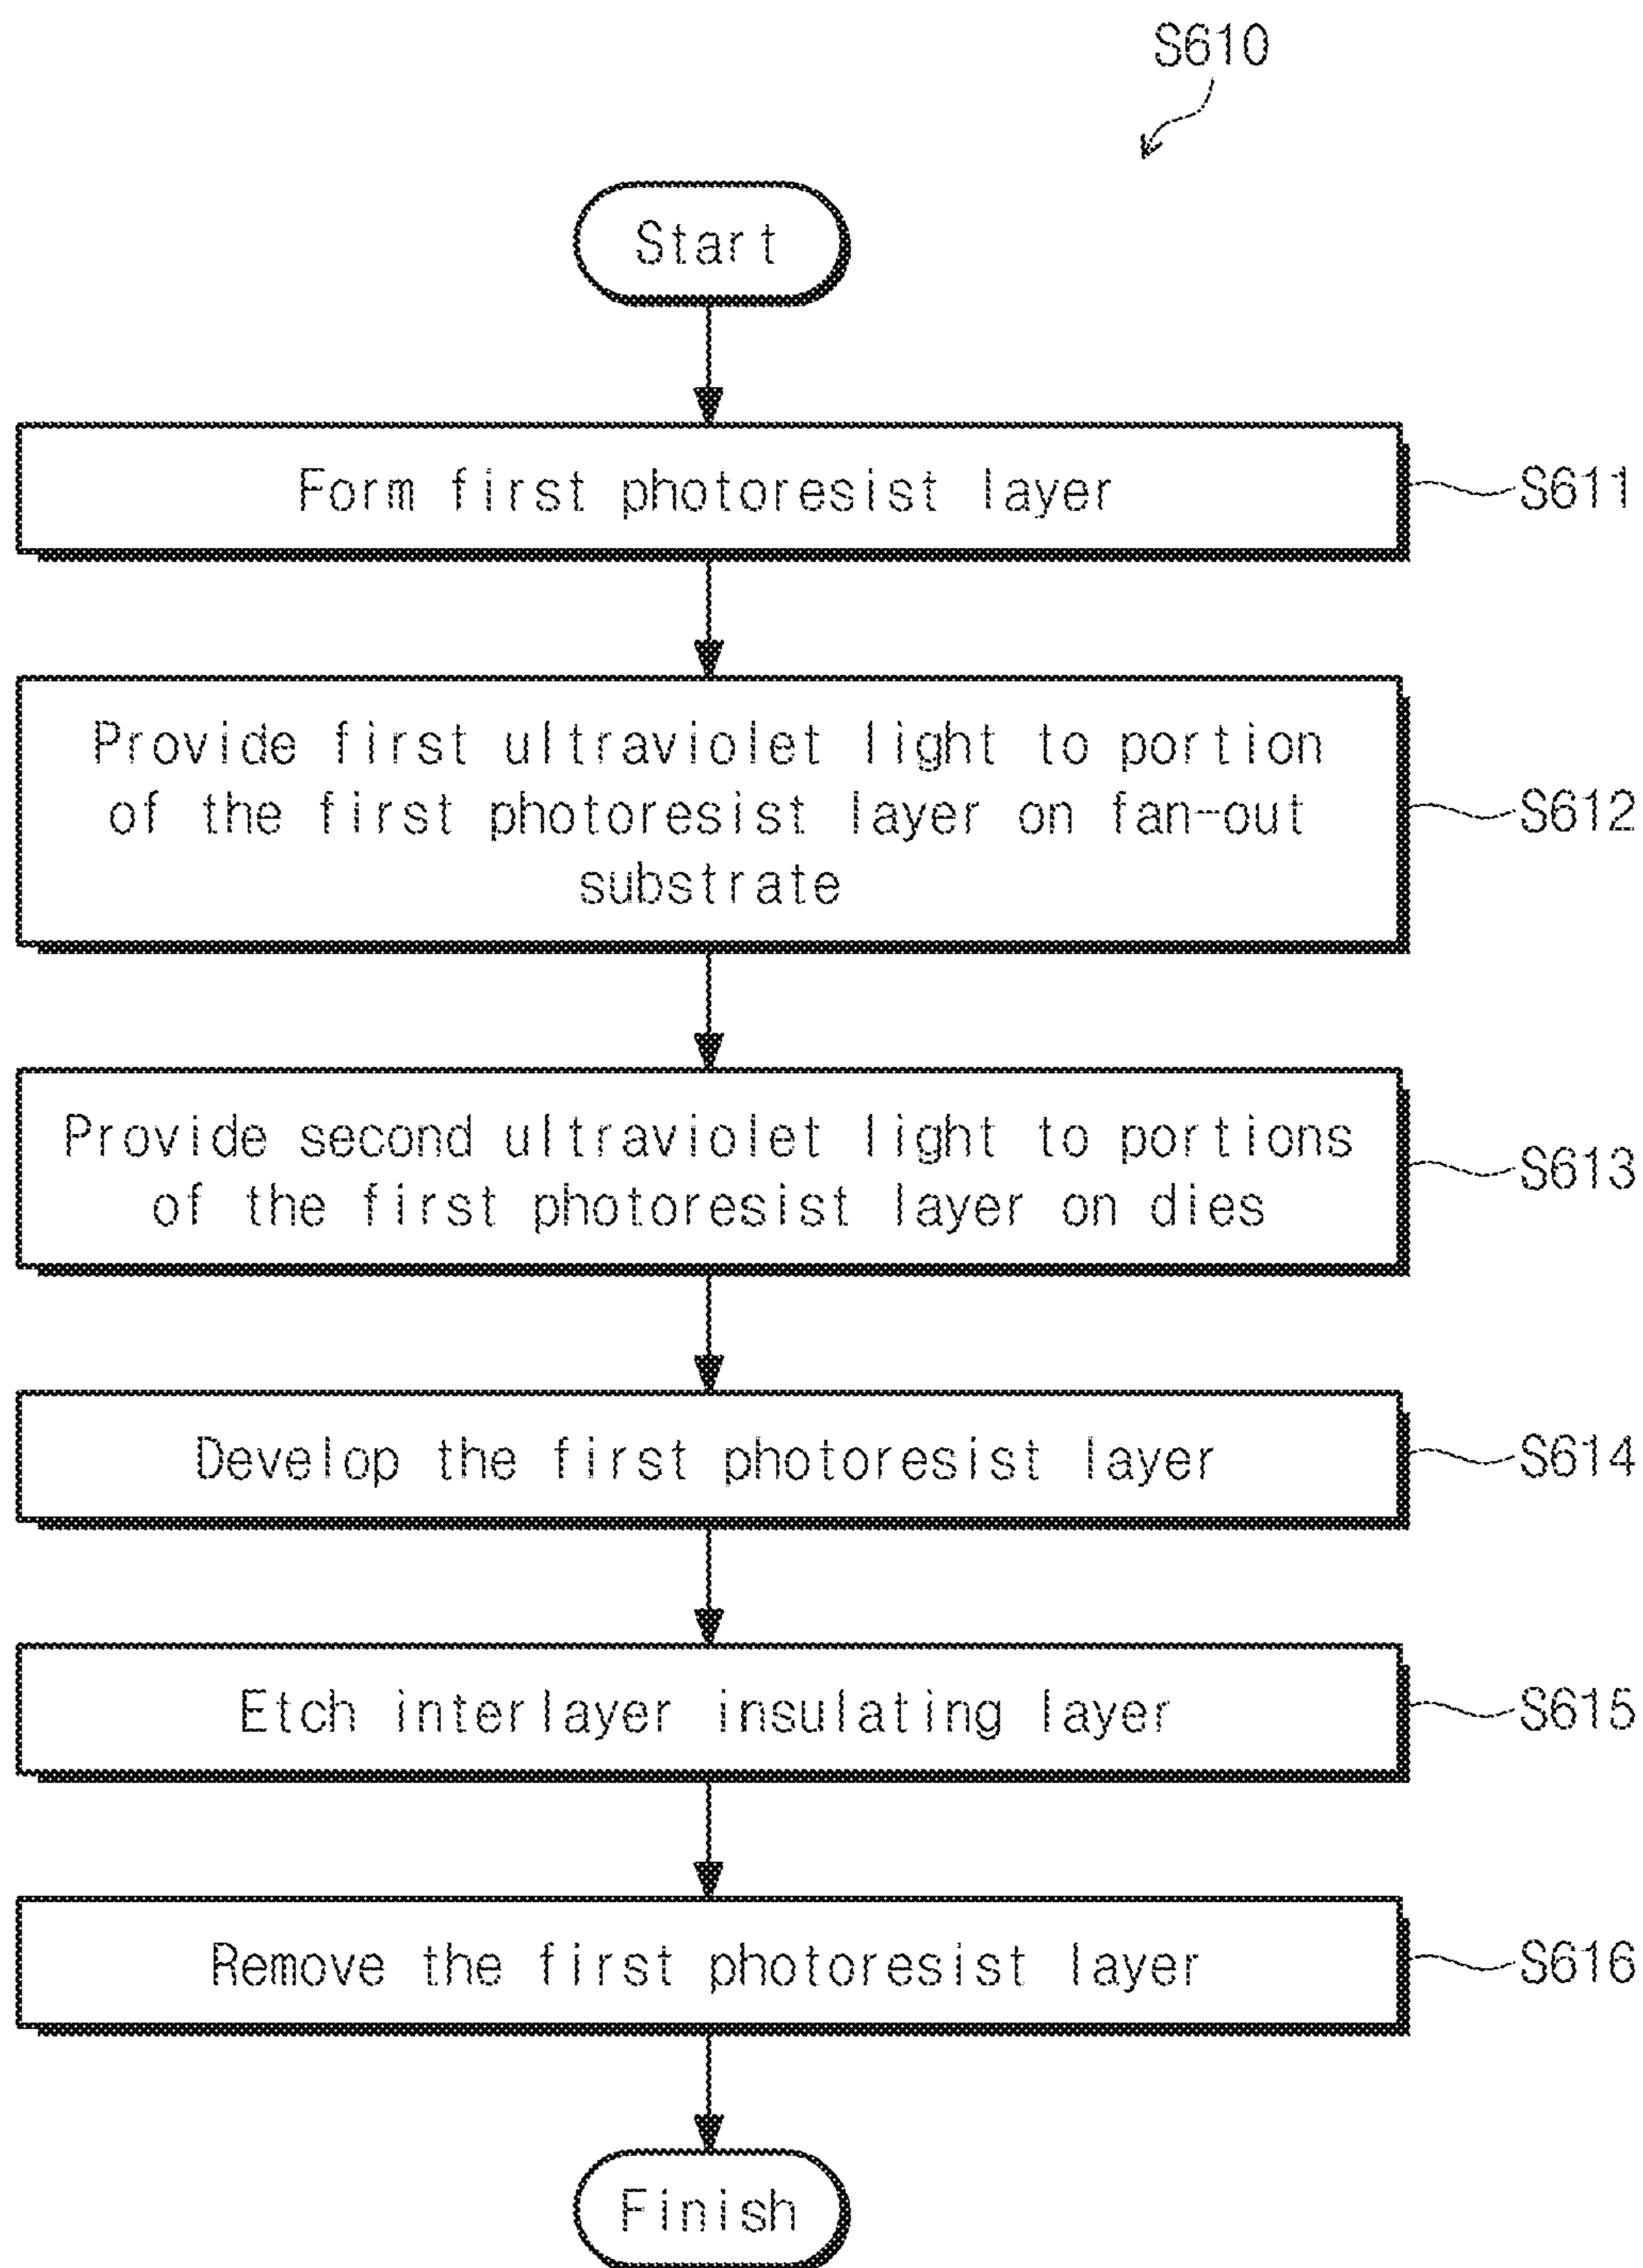 S610
Start
Form first photoresist layer
S611
Provide first ultraviolet light to portion
of the first photoresist layer on fan-out
substrate
S612
Provide second ultraviolet light to portions
of the first photoresist layer on dies
S613
Develop the first photoresist layer
S614
Etch interlayer insulating layer
S615
Remove the first photoresist layer
S616
Finish